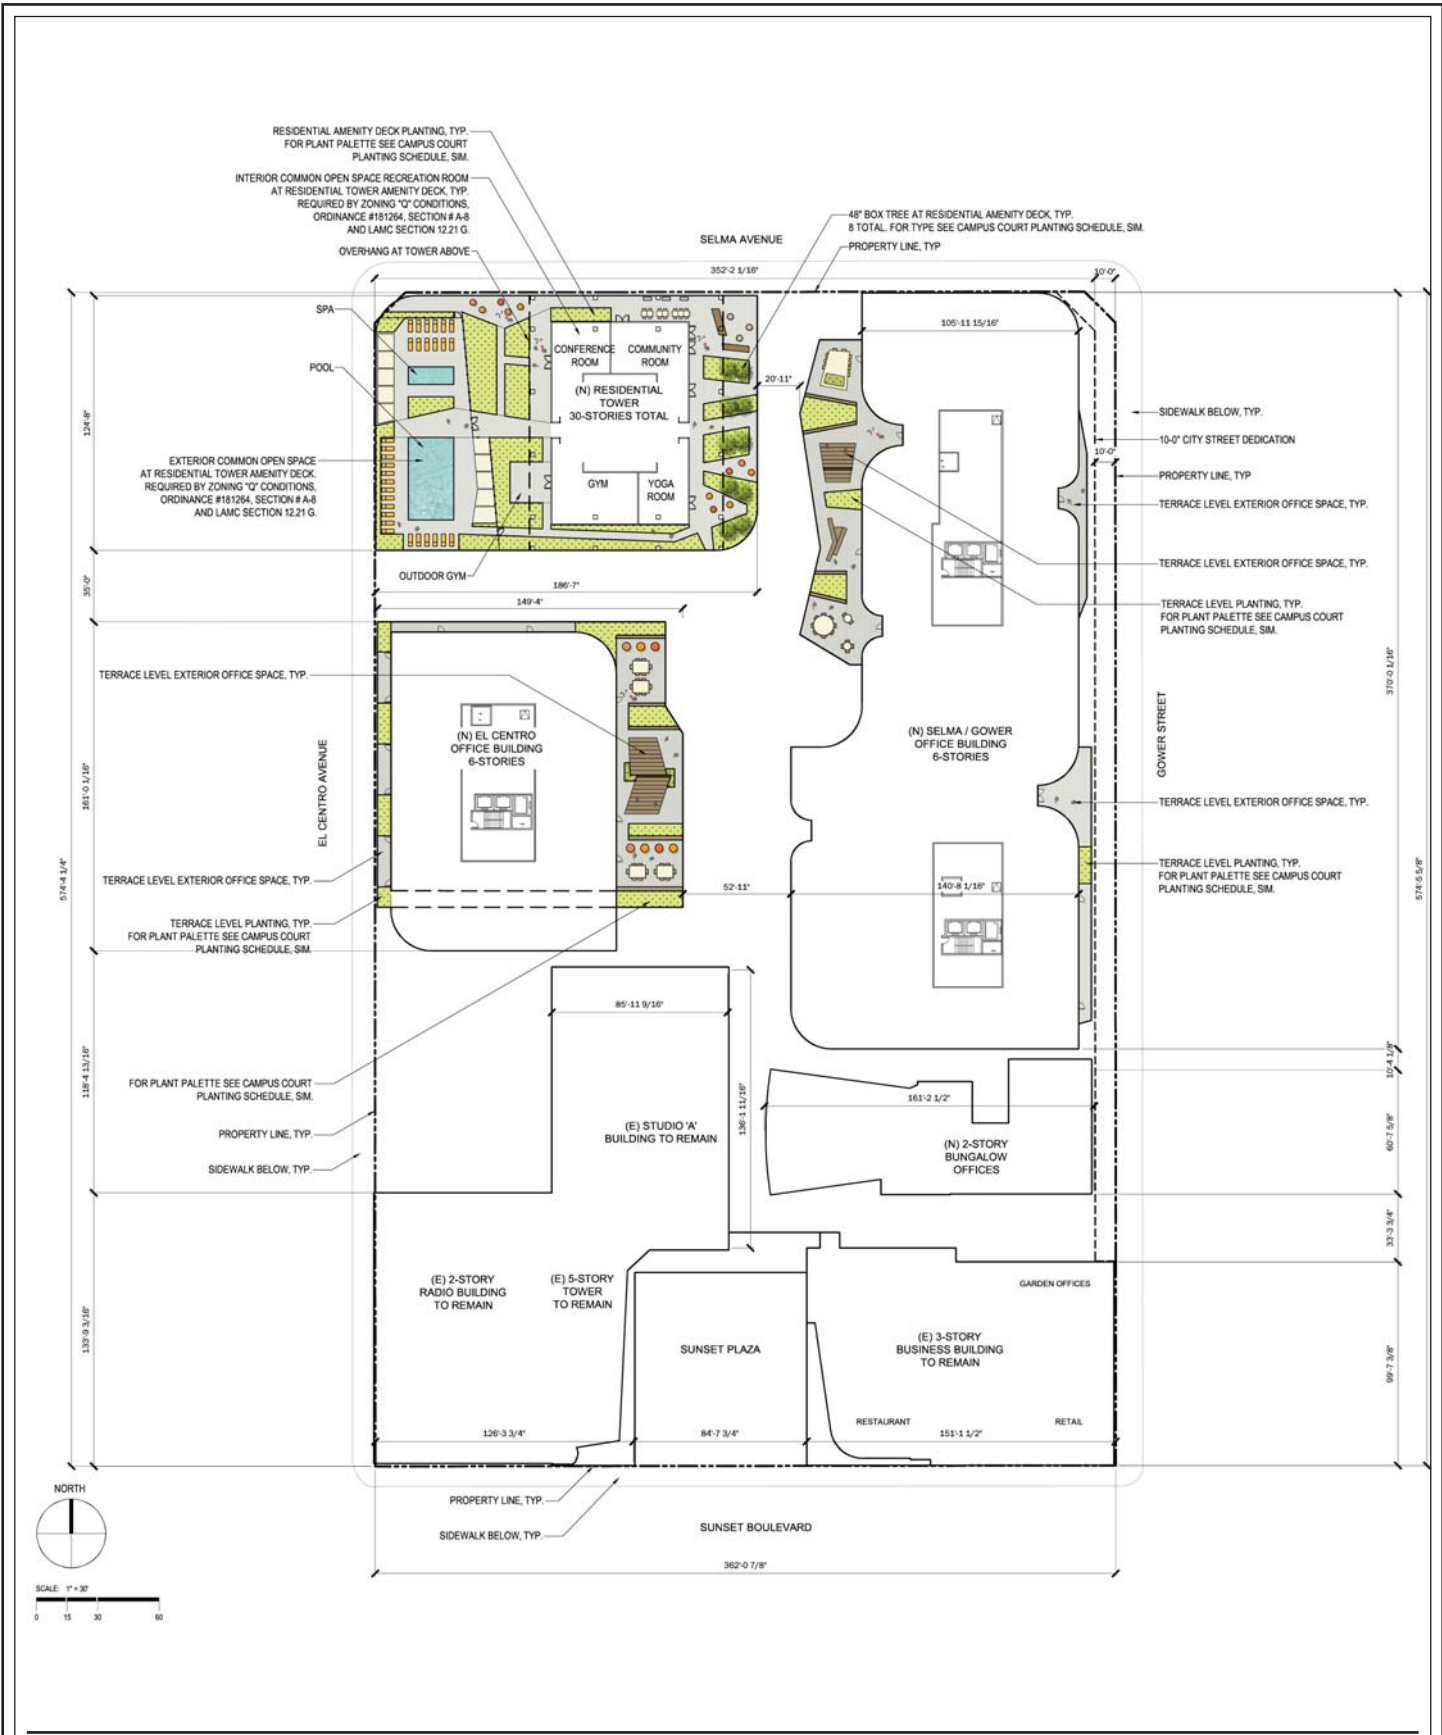 RESIDENTIAL AMENITY DECK PLANTING, TYP.
FOR PLANT PALETTE SEE CAMPUS COURT
PLANTING SCHEDULE, SIM.
INTERIOR COMMON OPEN SPACE RECREATION ROOM
AT RESIDENTIAL TOWER AMENITY DECK, TYP.
REQUIRED BY ZONING "Q" CONDITIONS,
ORDINANCE #181264, SECTION # A-8
AND LAMC SECTION 12.21 G.
OVERHANG AT TOWER ABOVE
48" BOX TREE AT RESIDENTIAL AMENITY DECK, TYP.
8 TOTAL. FOR TYPE SEE CAMPUS COURT PLANTING SCHEDULE, SIM.
PROPERTY LINE, TYP
SELMA AVENUE
352'-2 1/16"
10'-0"
105'-11 15/16"
SPA
POOL
124'-8"
CONFERENCE
ROOM
COMMUNITY
ROOM
(N) RESIDENTIAL
TOWER
30-STORIES TOTAL
GYM
YOGA
ROOM
20'-11"
SIDEWALK BELOW, TYP.
10-0" CITY STREET DEDICATION
10'-0"
PROPERTY LINE, TYP
TERRACE LEVEL EXTERIOR OFFICE SPACE, TYP.
EXTERIOR COMMON OPEN SPACE
AT RESIDENTIAL TOWER AMENITY DECK.
REQUIRED BY ZONING "Q" CONDITIONS,
ORDINANCE #181264, SECTION # A-8
AND LAMC SECTION 12.21 G.
OUTDOOR GYM
35'-0"
186'-7"
149'-4"
TERRACE LEVEL EXTERIOR OFFICE SPACE, TYP.
TERRACE LEVEL PLANTING, TYP.
FOR PLANT PALETTE SEE CAMPUS COURT
PLANTING SCHEDULE, SIM.
370'-0 1/16"
TERRACE LEVEL EXTERIOR OFFICE SPACE, TYP.
GOWER STREET
EL CENTRO AVENUE
(N) EL CENTRO
OFFICE BUILDING
6-STORIES
(N) SELMA / GOWER
OFFICE BUILDING
6-STORIES
161'-0 1/16"
TERRACE LEVEL EXTERIOR OFFICE SPACE, TYP.
574'-4 1/4"
574'-5 5/8"
TERRACE LEVEL EXTERIOR OFFICE SPACE, TYP.
52'-11"
140'-8 1/16"
TERRACE LEVEL PLANTING, TYP.
FOR PLANT PALETTE SEE CAMPUS COURT
PLANTING SCHEDULE, SIM.
TERRACE LEVEL PLANTING, TYP.
FOR PLANT PALETTE SEE CAMPUS COURT
PLANTING SCHEDULE, SIM.
85'-11 9/16"
118'-4 13/16"
10'-4 1/8"
FOR PLANT PALETTE SEE CAMPUS COURT
PLANTING SCHEDULE, SIM.
PROPERTY LINE, TYP.
SIDEWALK BELOW, TYP.
(E) STUDIO 'A'
BUILDING TO REMAIN
136'-1 11/16"
161'-2 1/2"
(N) 2-STORY
BUNGALOW
OFFICES
60'-7 5/8"
33'-3 3/4"
(E) 2-STORY
RADIO BUILDING
TO REMAIN
(E) 5-STORY
TOWER
TO REMAIN
GARDEN OFFICES
133'-9 3/16"
SUNSET PLAZA
(E) 3-STORY
BUSINESS BUILDING
TO REMAIN
99'-7 3/8"
RESTAURANT
RETAIL
126'-3 3/4"
84'-7 3/4"
151'-1 1/2"
NORTH
PROPERTY LINE, TYP.
SIDEWALK BELOW, TYP.
SUNSET BOULEVARD
362'-0 7/8"
SCALE: 1" = 30'
0 15 30 60